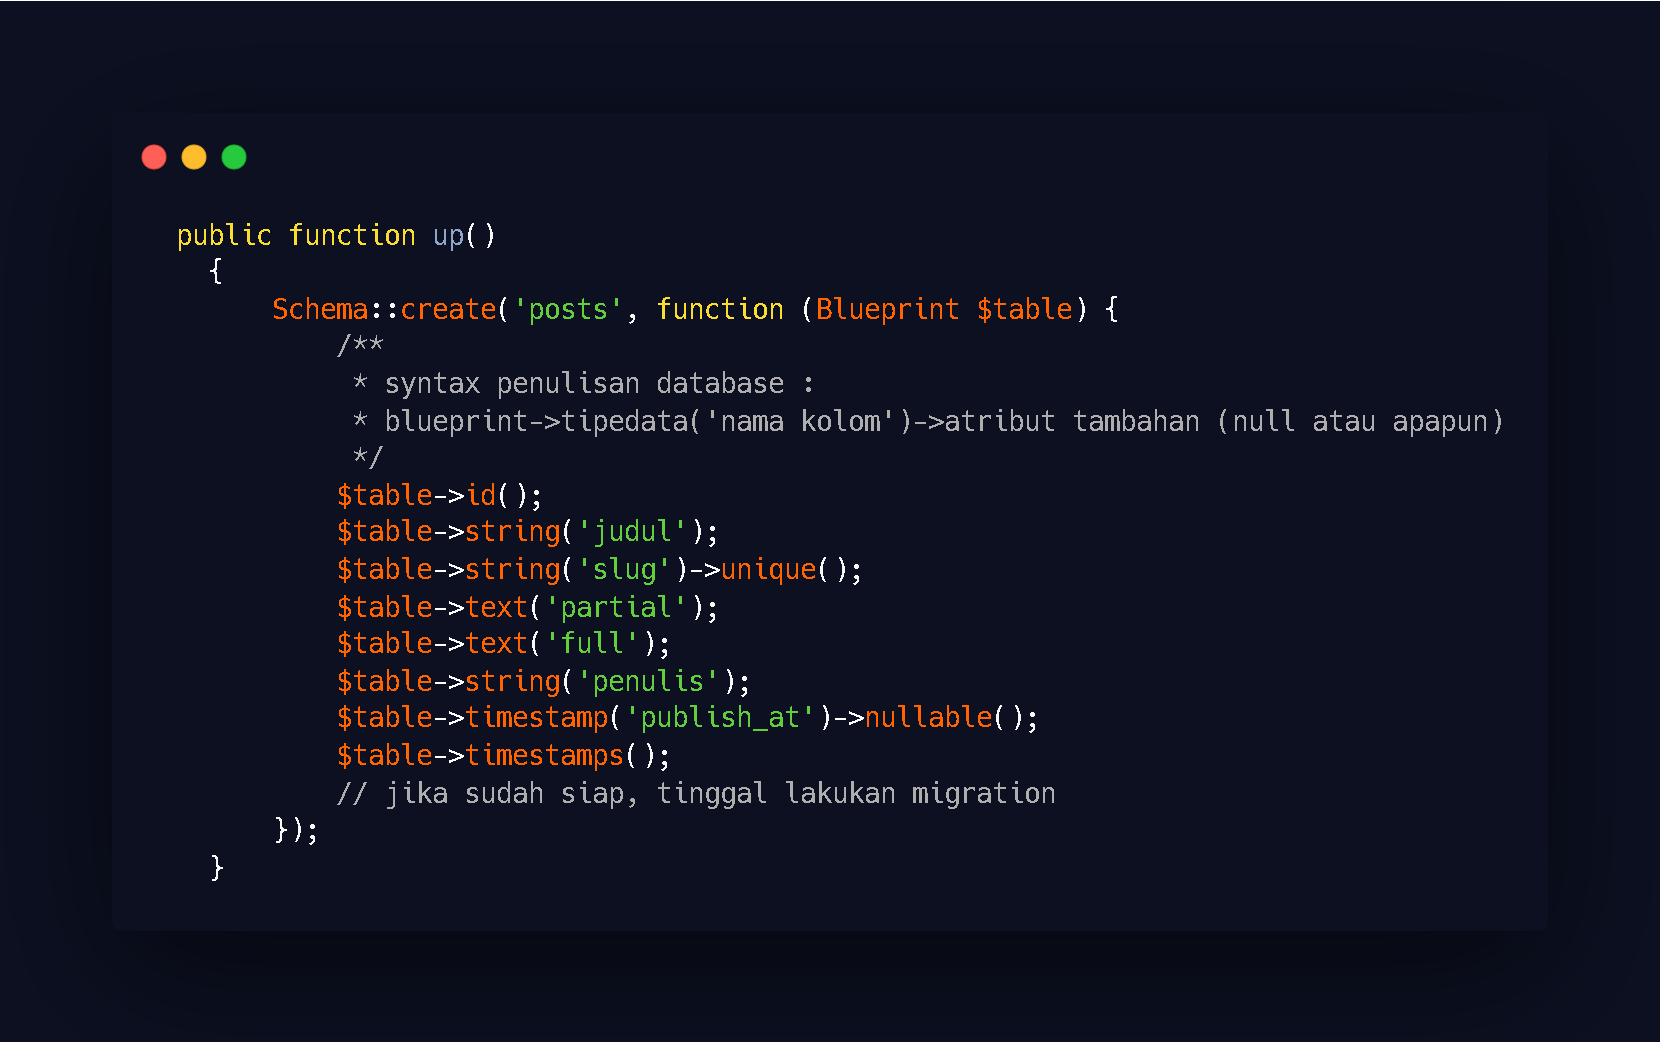 public function up()
{
Schema::create('posts', function (Blueprint $table) {
/**
* syntax penulisan database :
* blueprint->tipedata('nama kolom')->atribut tambahan (null atau apapun)
*/
$table->id();
$table->string('judul');
$table->string('slug')->unique();
$table->text('partial');
$table->text('full');
$table->string('penulis');
$table->timestamp('publish_at')->nullable();
$table->timestamps();
// jika sudah siap, tinggal lakukan migration
});
}